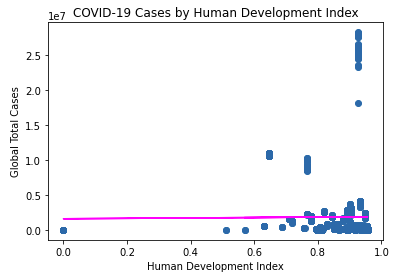 COVID-19 Cases by Human Development Index
1e7
Global Total Cases
2.5
2.0
1.5
1.0
0.5
0.0
0.0 0.2 0.4 0.6 0.8 1.0
Human Development Index